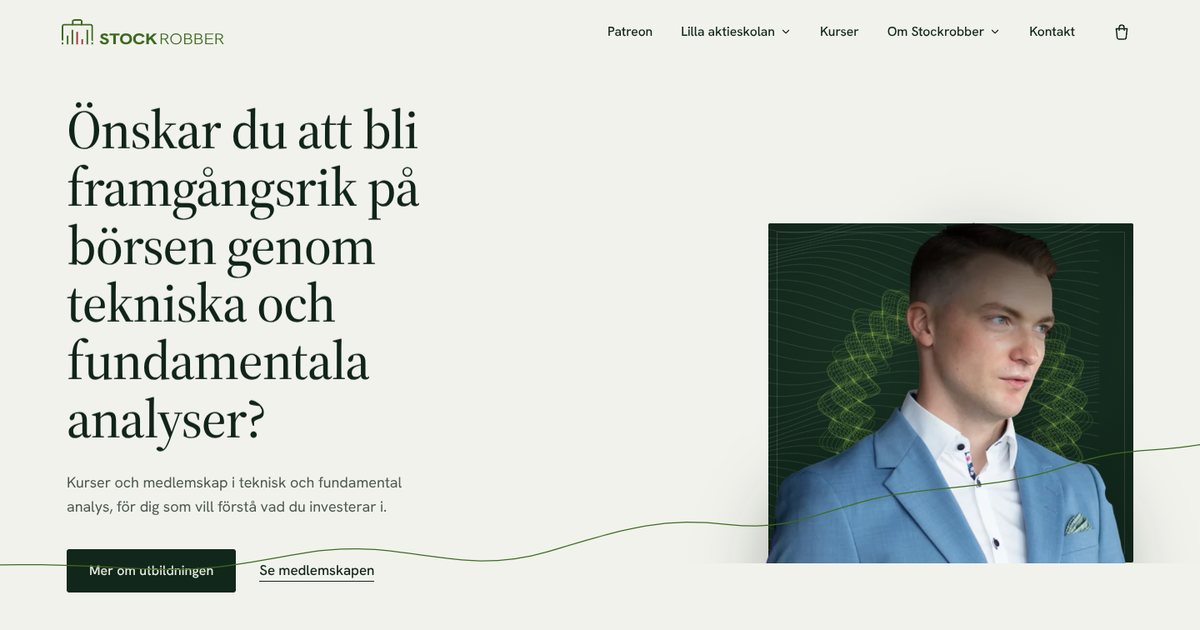 STOCKROBBER
Patreon
Lilla aktieskolan
Kurser
Om Stockrobber
Kontakt
Önskar du att bli
framgångsrik på
börsen genom
tekniska och
fundamentala
analyser?
Kurser och medlemskap i teknisk och fundamental
analys, för dig som vill förstå vad du investerar i.
Mer om utbildningen
Se medlemskapen